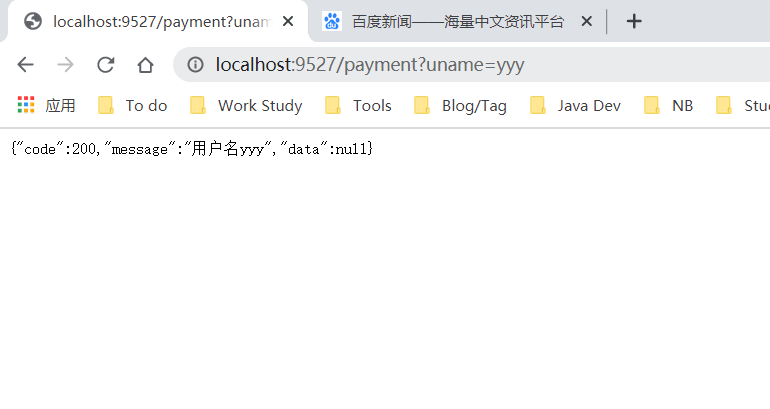 localhost:9527/payment?unam
百度新闻——海量中文资讯平台
localhost:9527/payment?uname=yyy
应用 To do Work Study Tools Blog/Tag Java Dev NB Stu
{"code":200,"message":"用户名yyy","data":null}